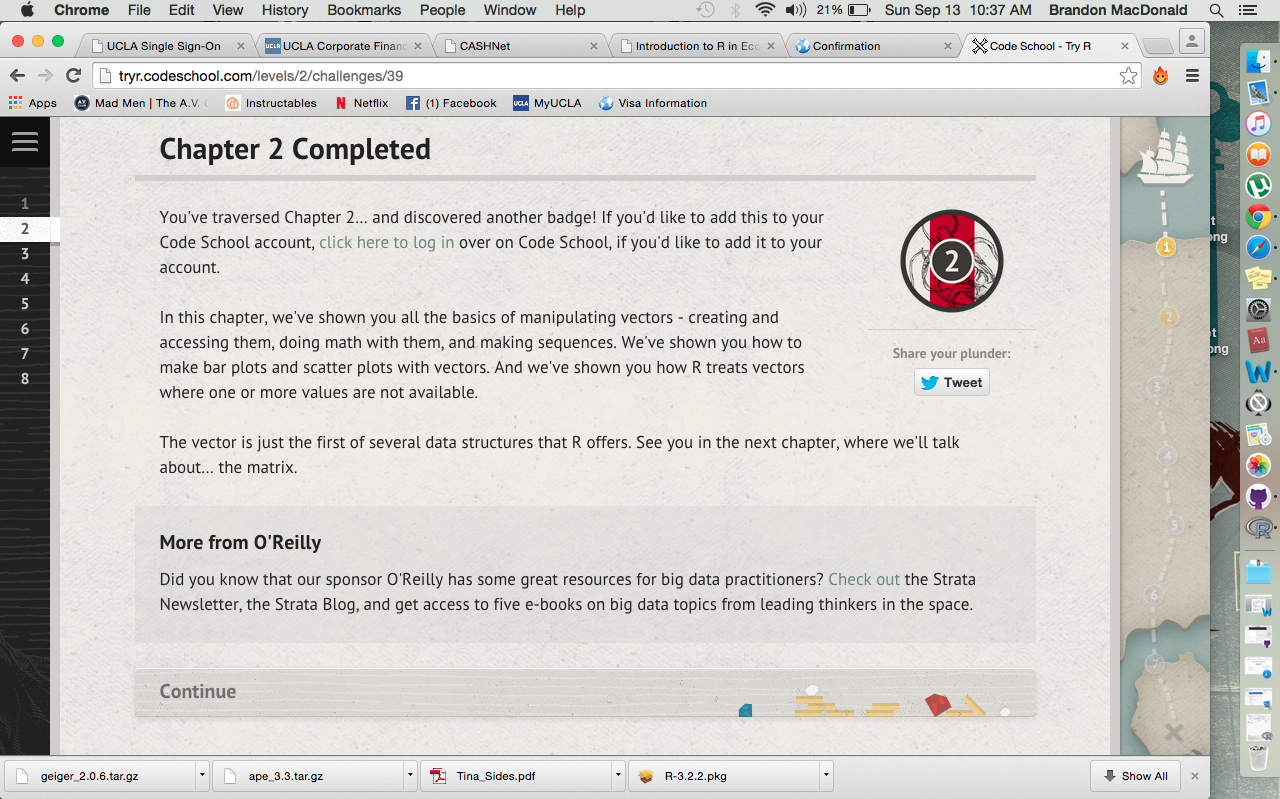 Chrome File Edit View History Bookmarks People Window Help 21% Sun Sep 13 10:37 AM Brandon MacDonald
UCLA Single Sign-On UCLA Corporate Financ CASHNet Introduction to R in Eco Confirmation Code School - Try R
tryr.codeschool.com/levels/2/challenges/39
Apps Mad Men | The A.V. C Instructables Netflix (1) Facebook MyUCLA Visa Information
Chapter 2 Completed
1
2
3
4
5
6
7
8
You've traversed Chapter 2... and discovered another badge! If you'd like to add this to your
Code School account, click here to log in over on Code School, if you'd like to add it to your
account.
2
In this chapter, we've shown you all the basics of manipulating vectors - creating and
accessing them, doing math with them, and making sequences. We've shown you how to
make bar plots and scatter plots with vectors. And we've shown you how R treats vectors
where one or more values are not available.
Share your plunder:
Tweet
The vector is just the first of several data structures that R offers. See you in the next chapter, where we'll talk
about... the matrix.
More from O'Reilly
Did you know that our sponsor O'Reilly has some great resources for big data practitioners? Check out the Strata
Newsletter, the Strata Blog, and get access to five e-books on big data topics from leading thinkers in the space.
Continue
1
2
3
4
5
6
7
geiger_2.0.6.tar.gz ape_3.3.tar.gz Tina_Sides.pdf R-3.2.2.pkg Show All